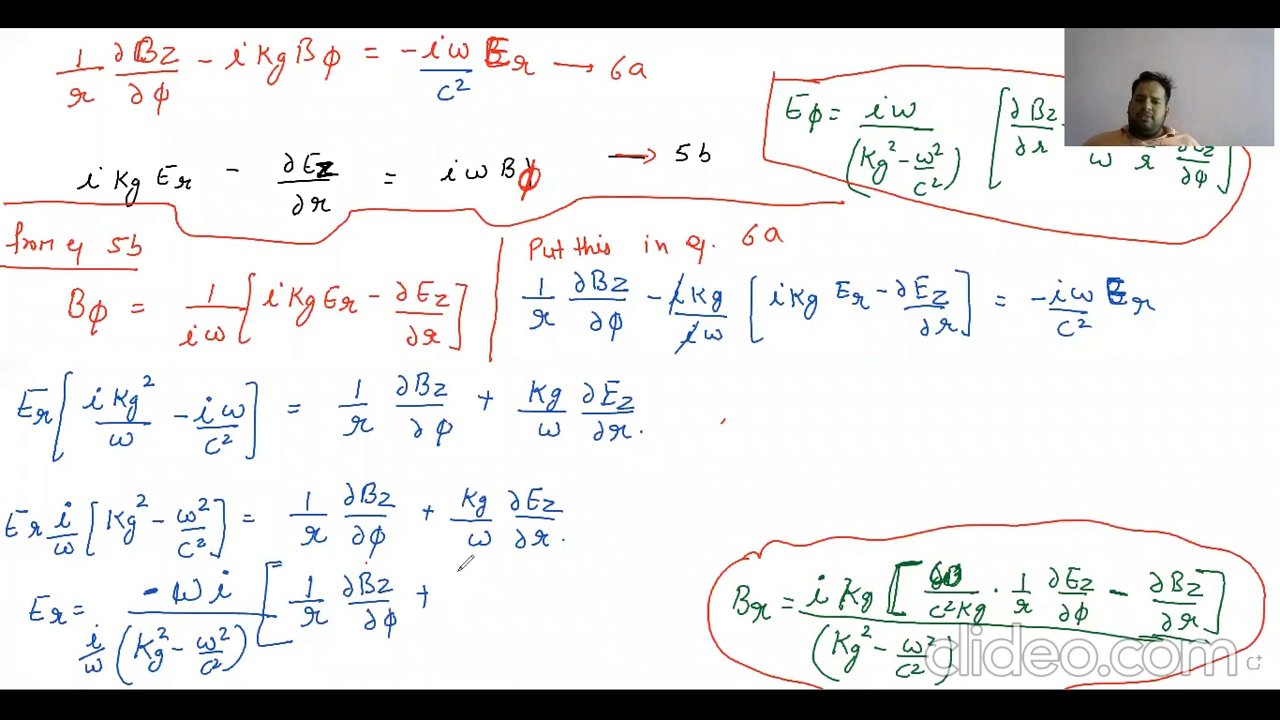 1/r ∂Bz/∂φ − i Kg Bφ = −iω/c² Er → 6a
i Kg Er − ∂Ez/∂r = iω Bφ → 5b
Eφ = iω/(Kg² − ω²/c²) [∂Bz/∂r
ω r ∂φ]
from eq 5b
Bφ = 1/iω [i Kg Er − ∂Ez/∂r]
Put this in eq. 6a
1/r ∂Bz/∂φ − iKg/iω [i Kg Er − ∂Ez/∂r] = −iω/c² Er
Er [i Kg²/ω − iω/c²] = 1/r ∂Bz/∂φ + Kg/ω ∂Ez/∂r.
Er i/ω [Kg² − ω²/c²] = 1/r ∂Bz/∂φ + Kg/ω ∂Ez/∂r.
Er = −ωi / i/ω (Kg² − ω²/c²) [1/r ∂Bz/∂φ +
Br = i Kg/(Kg² − ω²/c²) [ /c²Kg · 1/r ∂Ez/∂φ − ∂Bz/∂r]
clideo.com